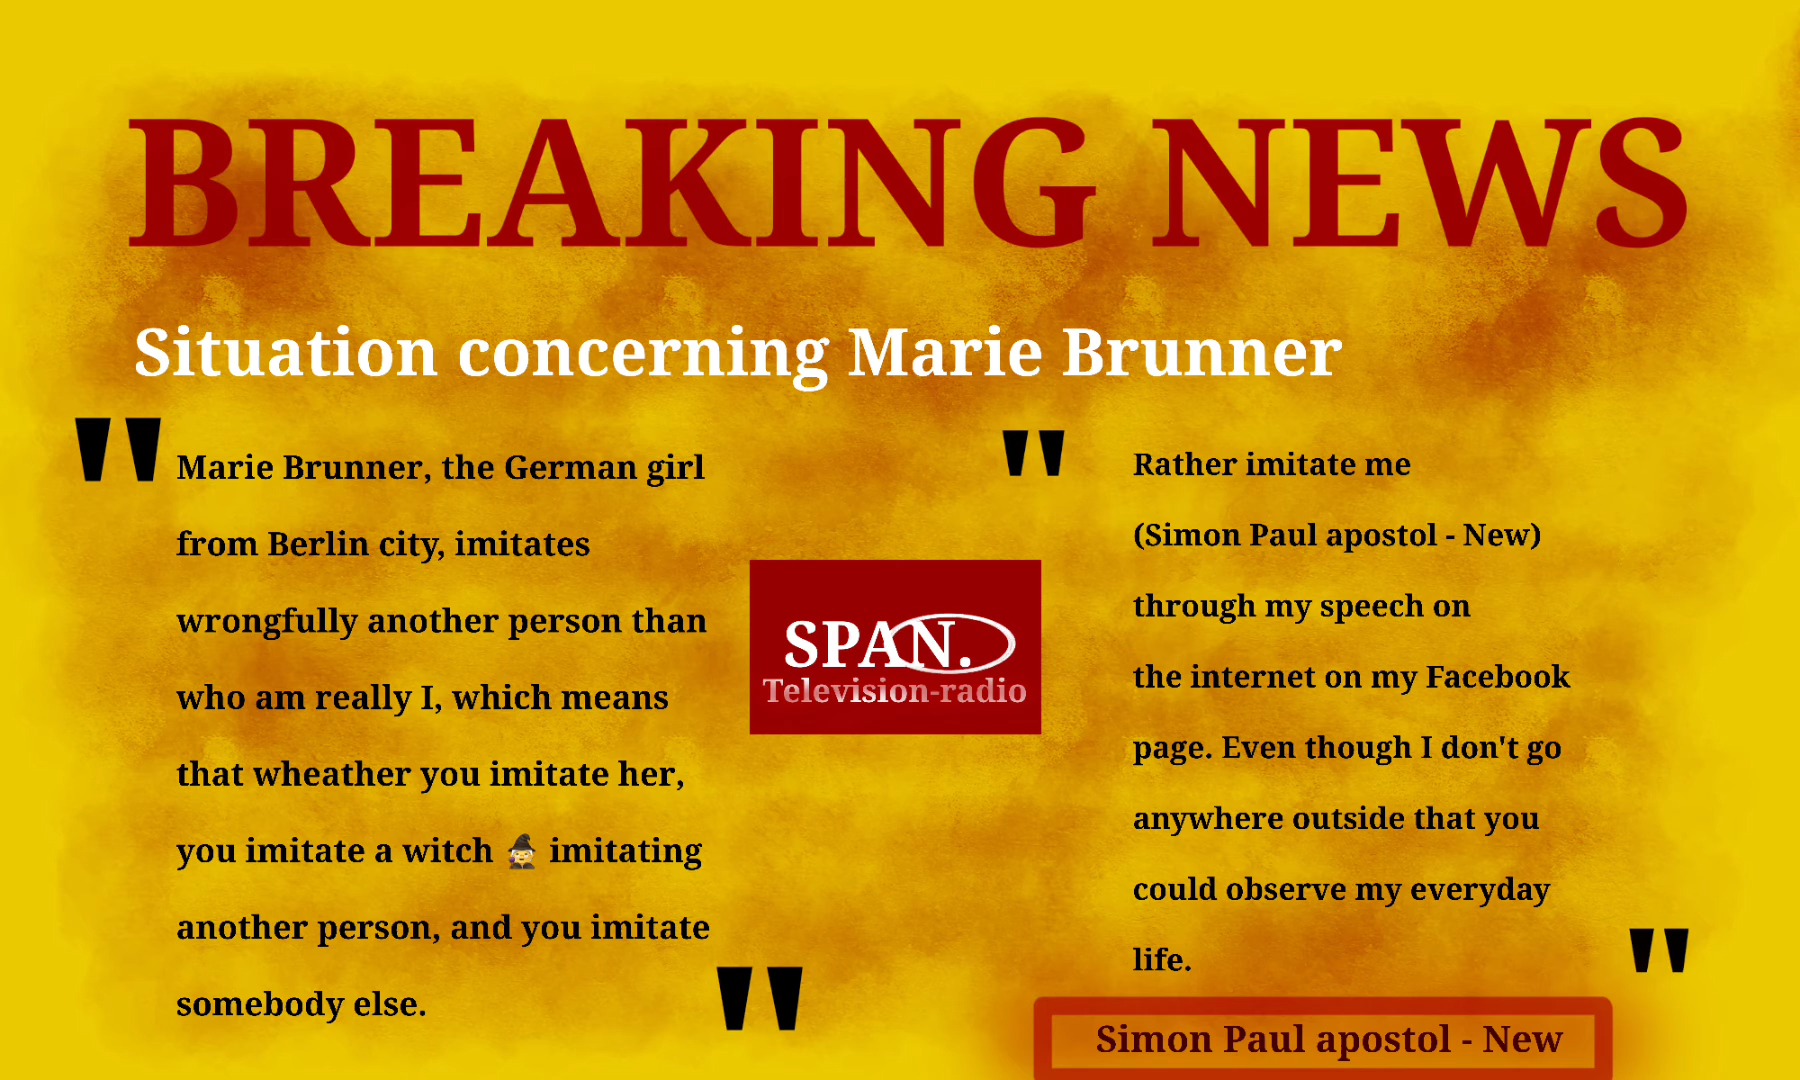 BREAKING NEWS
Situation concerning Marie Brunner
" Marie Brunner, the German girl
from Berlin city, imitates
wrongfully another person than
who am really I, which means
that wheather you imitate her,
you imitate a witch 🧙‍♀️ imitating
another person, and you imitate
somebody else. "
SPAN.
Television-radio
" Rather imitate me
(Simon Paul apostol - New)
through my speech on
the internet on my Facebook
page. Even though I don't go
anywhere outside that you
could observe my everyday
life. "
Simon Paul apostol - New